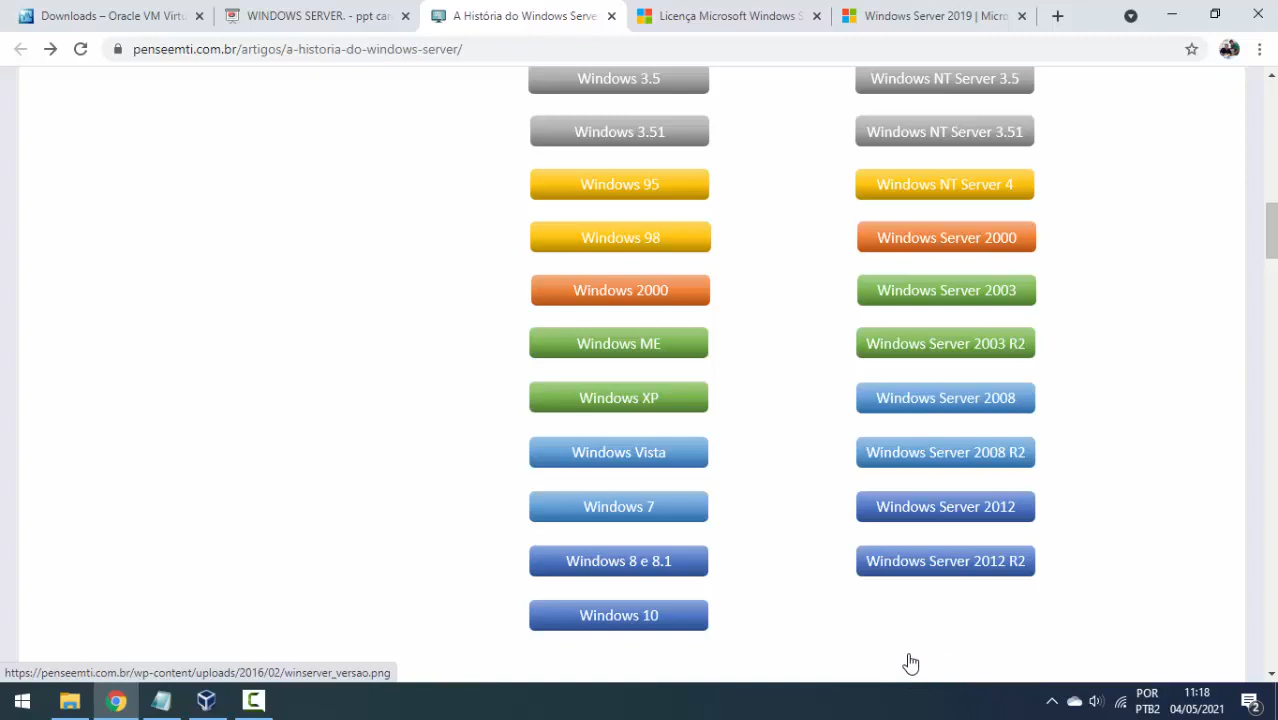 Downloads – Oracle VM Virtu
WINDOWS SERVER. - ppt car
A História do Windows Serve
Licença Microsoft Windows S
Windows Server 2019 | Micro
penseemti.com.br/artigos/a-historia-do-windows-server/
Windows 3.5
Windows NT Server 3.5
Windows 3.51
Windows NT Server 3.51
Windows 95
Windows NT Server 4
Windows 98
Windows Server 2000
Windows 2000
Windows Server 2003
Windows ME
Windows Server 2003 R2
Windows XP
Windows Server 2008
Windows Vista
Windows Server 2008 R2
Windows 7
Windows Server 2012
Windows 8 e 8.1
Windows Server 2012 R2
Windows 10
https://penseemti.com.br/wp-content/uploads/2016/02/winserver_versao.png
POR
PTB2
11:18
04/05/2021
2